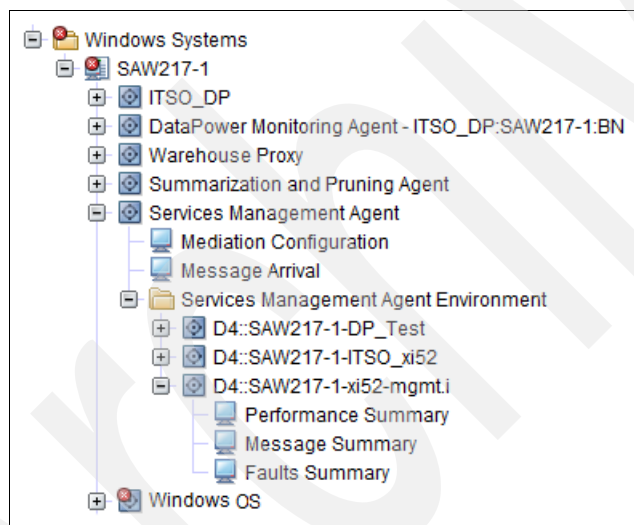 Windows Systems
SAW217-1
ITSO_DP
DataPower Monitoring Agent - ITSO_DP:SAW217-1:BN
Warehouse Proxy
Summarization and Pruning Agent
Services Management Agent
Mediation Configuration
Message Arrival
Services Management Agent Environment
D4::SAW217-1-DP_Test
D4::SAW217-1-ITSO_xi52
D4::SAW217-1-xi52-mgmt.i
Performance Summary
Message Summary
Faults Summary
Windows OS